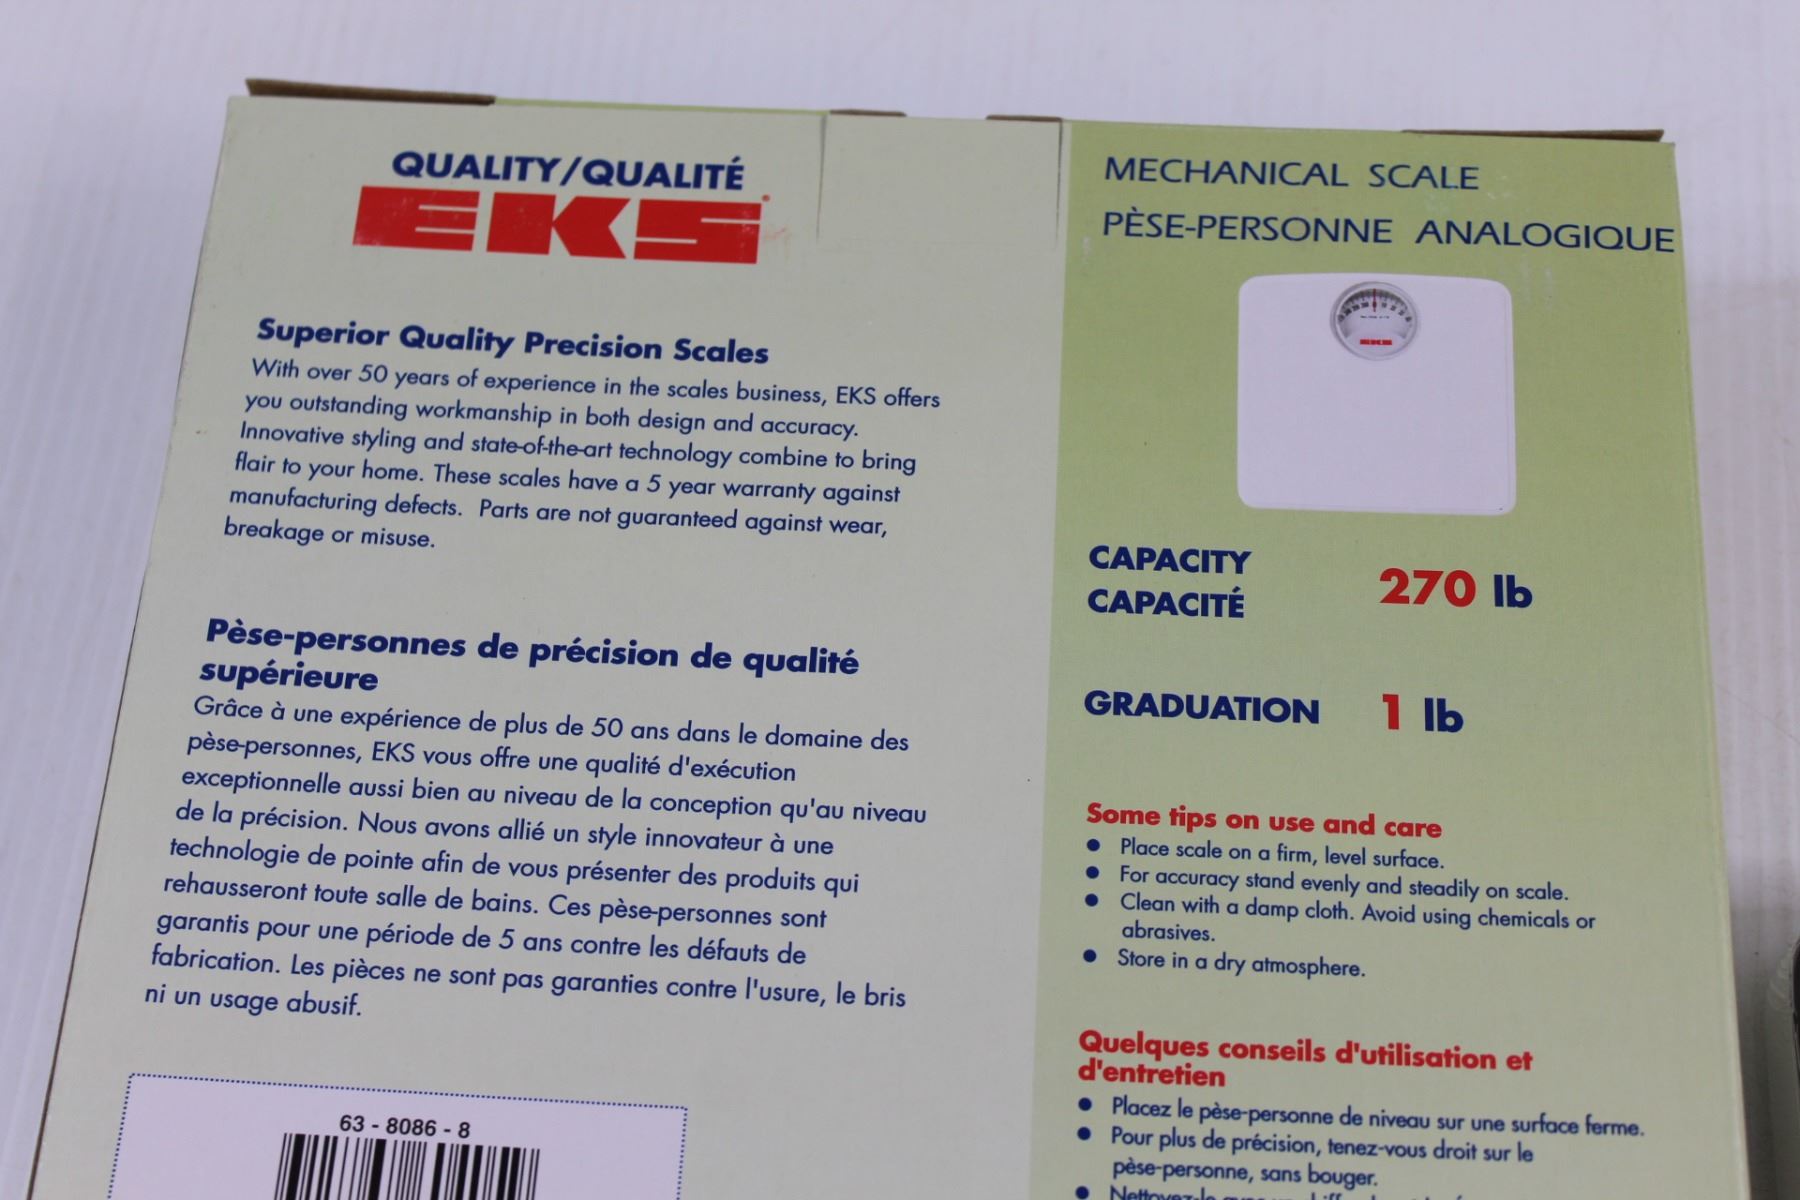 QUALITY/QUALITÉ
EKS
Superior Quality Precision Scales
With over 50 years of experience in the scales business, EKS offers
you outstanding workmanship in both design and accuracy.
Innovative styling and state-of-the-art technology combine to bring
flair to your home. These scales have a 5 year warranty against
manufacturing defects. Parts are not guaranteed against wear,
breakage or misuse.
Pèse-personnes de précision de qualité
supérieure
Grâce à une expérience de plus de 50 ans dans le domaine des
pèse-personnes, EKS vous offre une qualité d'exécution
exceptionnelle aussi bien au niveau de la conception qu'au niveau
de la précision. Nous avons allié un style innovateur à une
technologie de pointe afin de vous présenter des produits qui
rehausseront toute salle de bains. Ces pèse-personnes sont
garantis pour une période de 5 ans contre les défauts de
fabrication. Les pièces ne sont pas garanties contre l'usure, le bris
ni un usage abusif.
63 - 8086 - 8
MECHANICAL SCALE
PÈSE-PERSONNE ANALOGIQUE
EKS
CAPACITY
CAPACITÉ
270 lb
GRADUATION 1 lb
Some tips on use and care
• Place scale on a firm, level surface.
• For accuracy stand evenly and steadily on scale.
• Clean with a damp cloth. Avoid using chemicals or
abrasives.
• Store in a dry atmosphere.
Quelques conseils d'utilisation et
d'entretien
• Placez le pèse-personne de niveau sur une surface ferme.
• Pour plus de précision, tenez-vous droit sur le
pèse-personne, sans bouger.
• Nettoyez-le